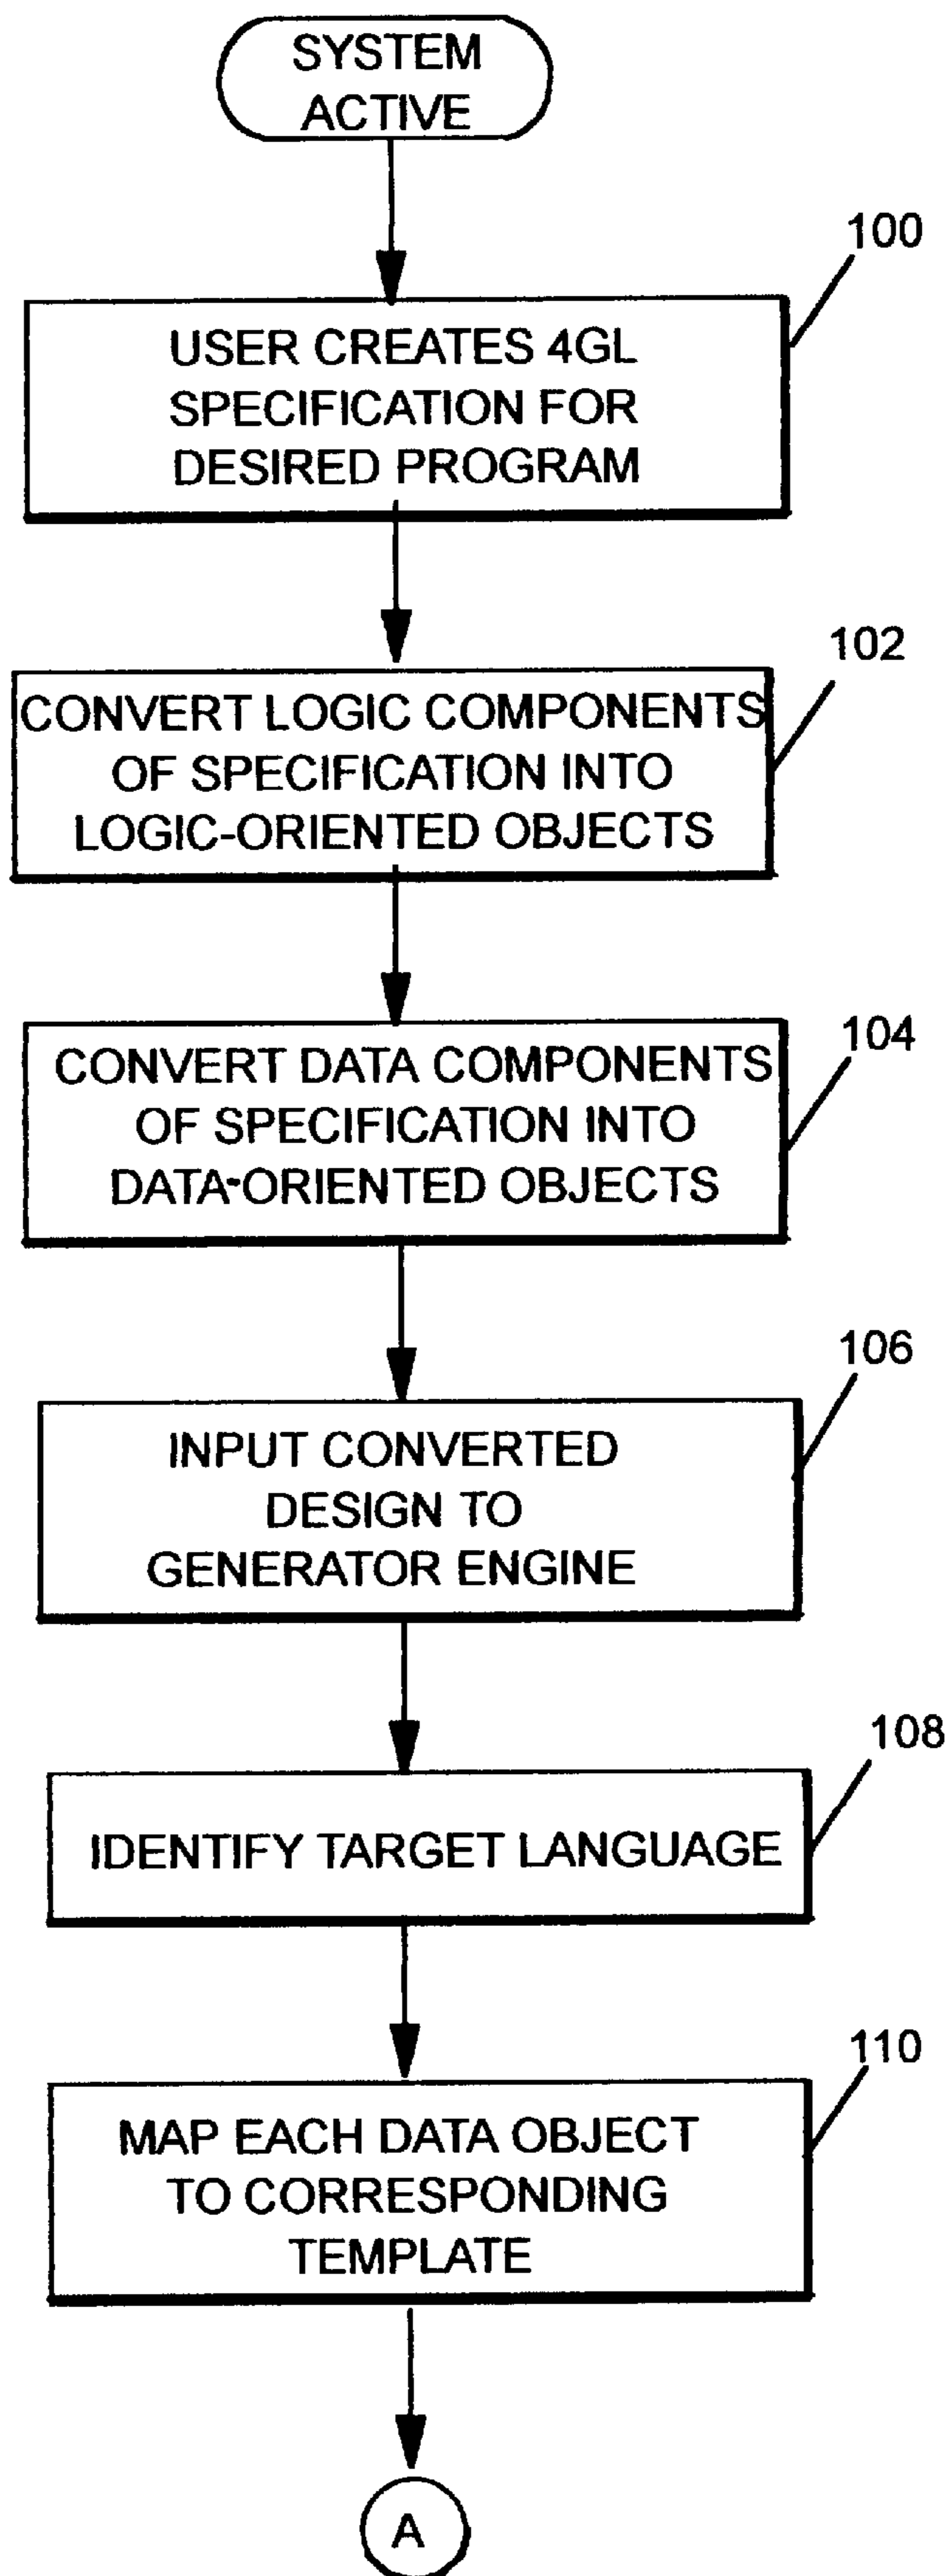 SYSTEM
ACTIVE
100
USER CREATES 4GL
SPECIFICATION FOR
DESIRED PROGRAM
102
CONVERT LOGIC COMPONENTS
OF SPECIFICATION INTO
LOGIC-ORIENTED OBJECTS
104
CONVERT DATA COMPONENTS
OF SPECIFICATION INTO
DATA-ORIENTED OBJECTS
106
INPUT CONVERTED
DESIGN TO
GENERATOR ENGINE
108
IDENTIFY TARGET LANGUAGE
110
MAP EACH DATA OBJECT
TO CORRESPONDING
TEMPLATE
A